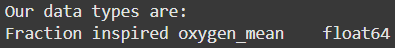 Our data types are:
Fraction inspired oxygen_mean    float64